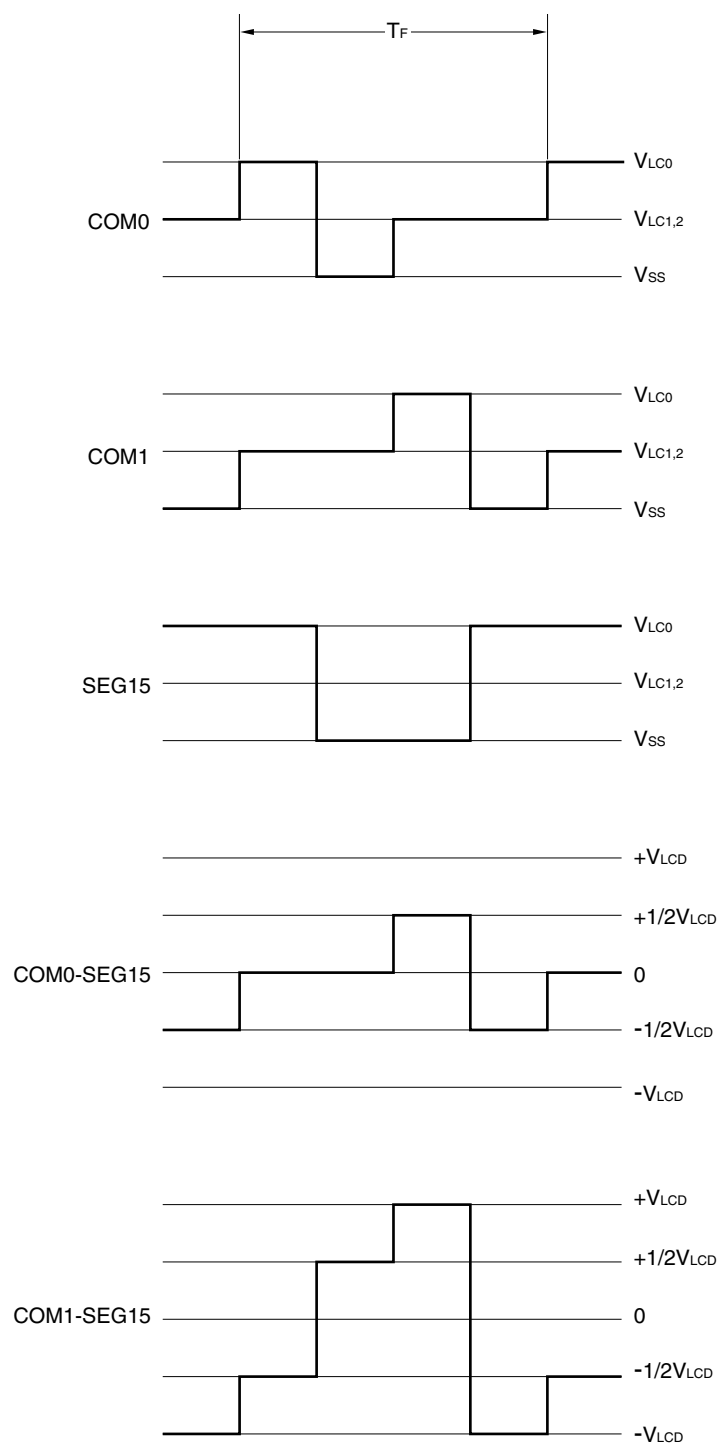 TF
VLC0
COM0
VLC1,2
VSS
VLC0
COM1
VLC1,2
VSS
VLC0
SEG15
VLC1,2
VSS
+VLCD
+1/2VLCD
COM0-SEG15
0
-1/2VLCD
-VLCD
+VLCD
+1/2VLCD
COM1-SEG15
0
-1/2VLCD
-VLCD